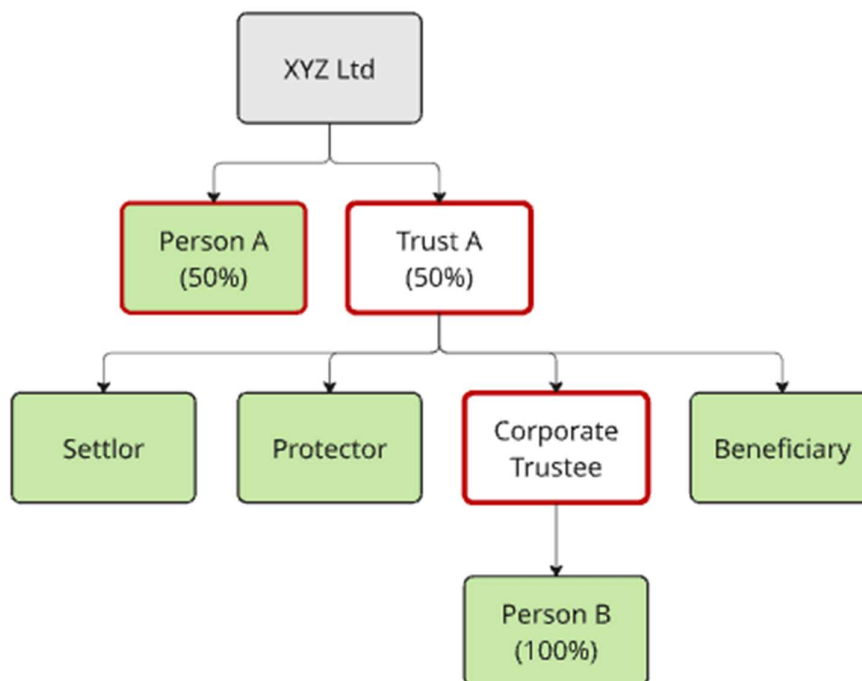 XYZ Ltd
Person A
(50%)
Trust A
(50%)
Settlor
Protector
Corporate
Trustee
Beneficiary
Person B
(100%)